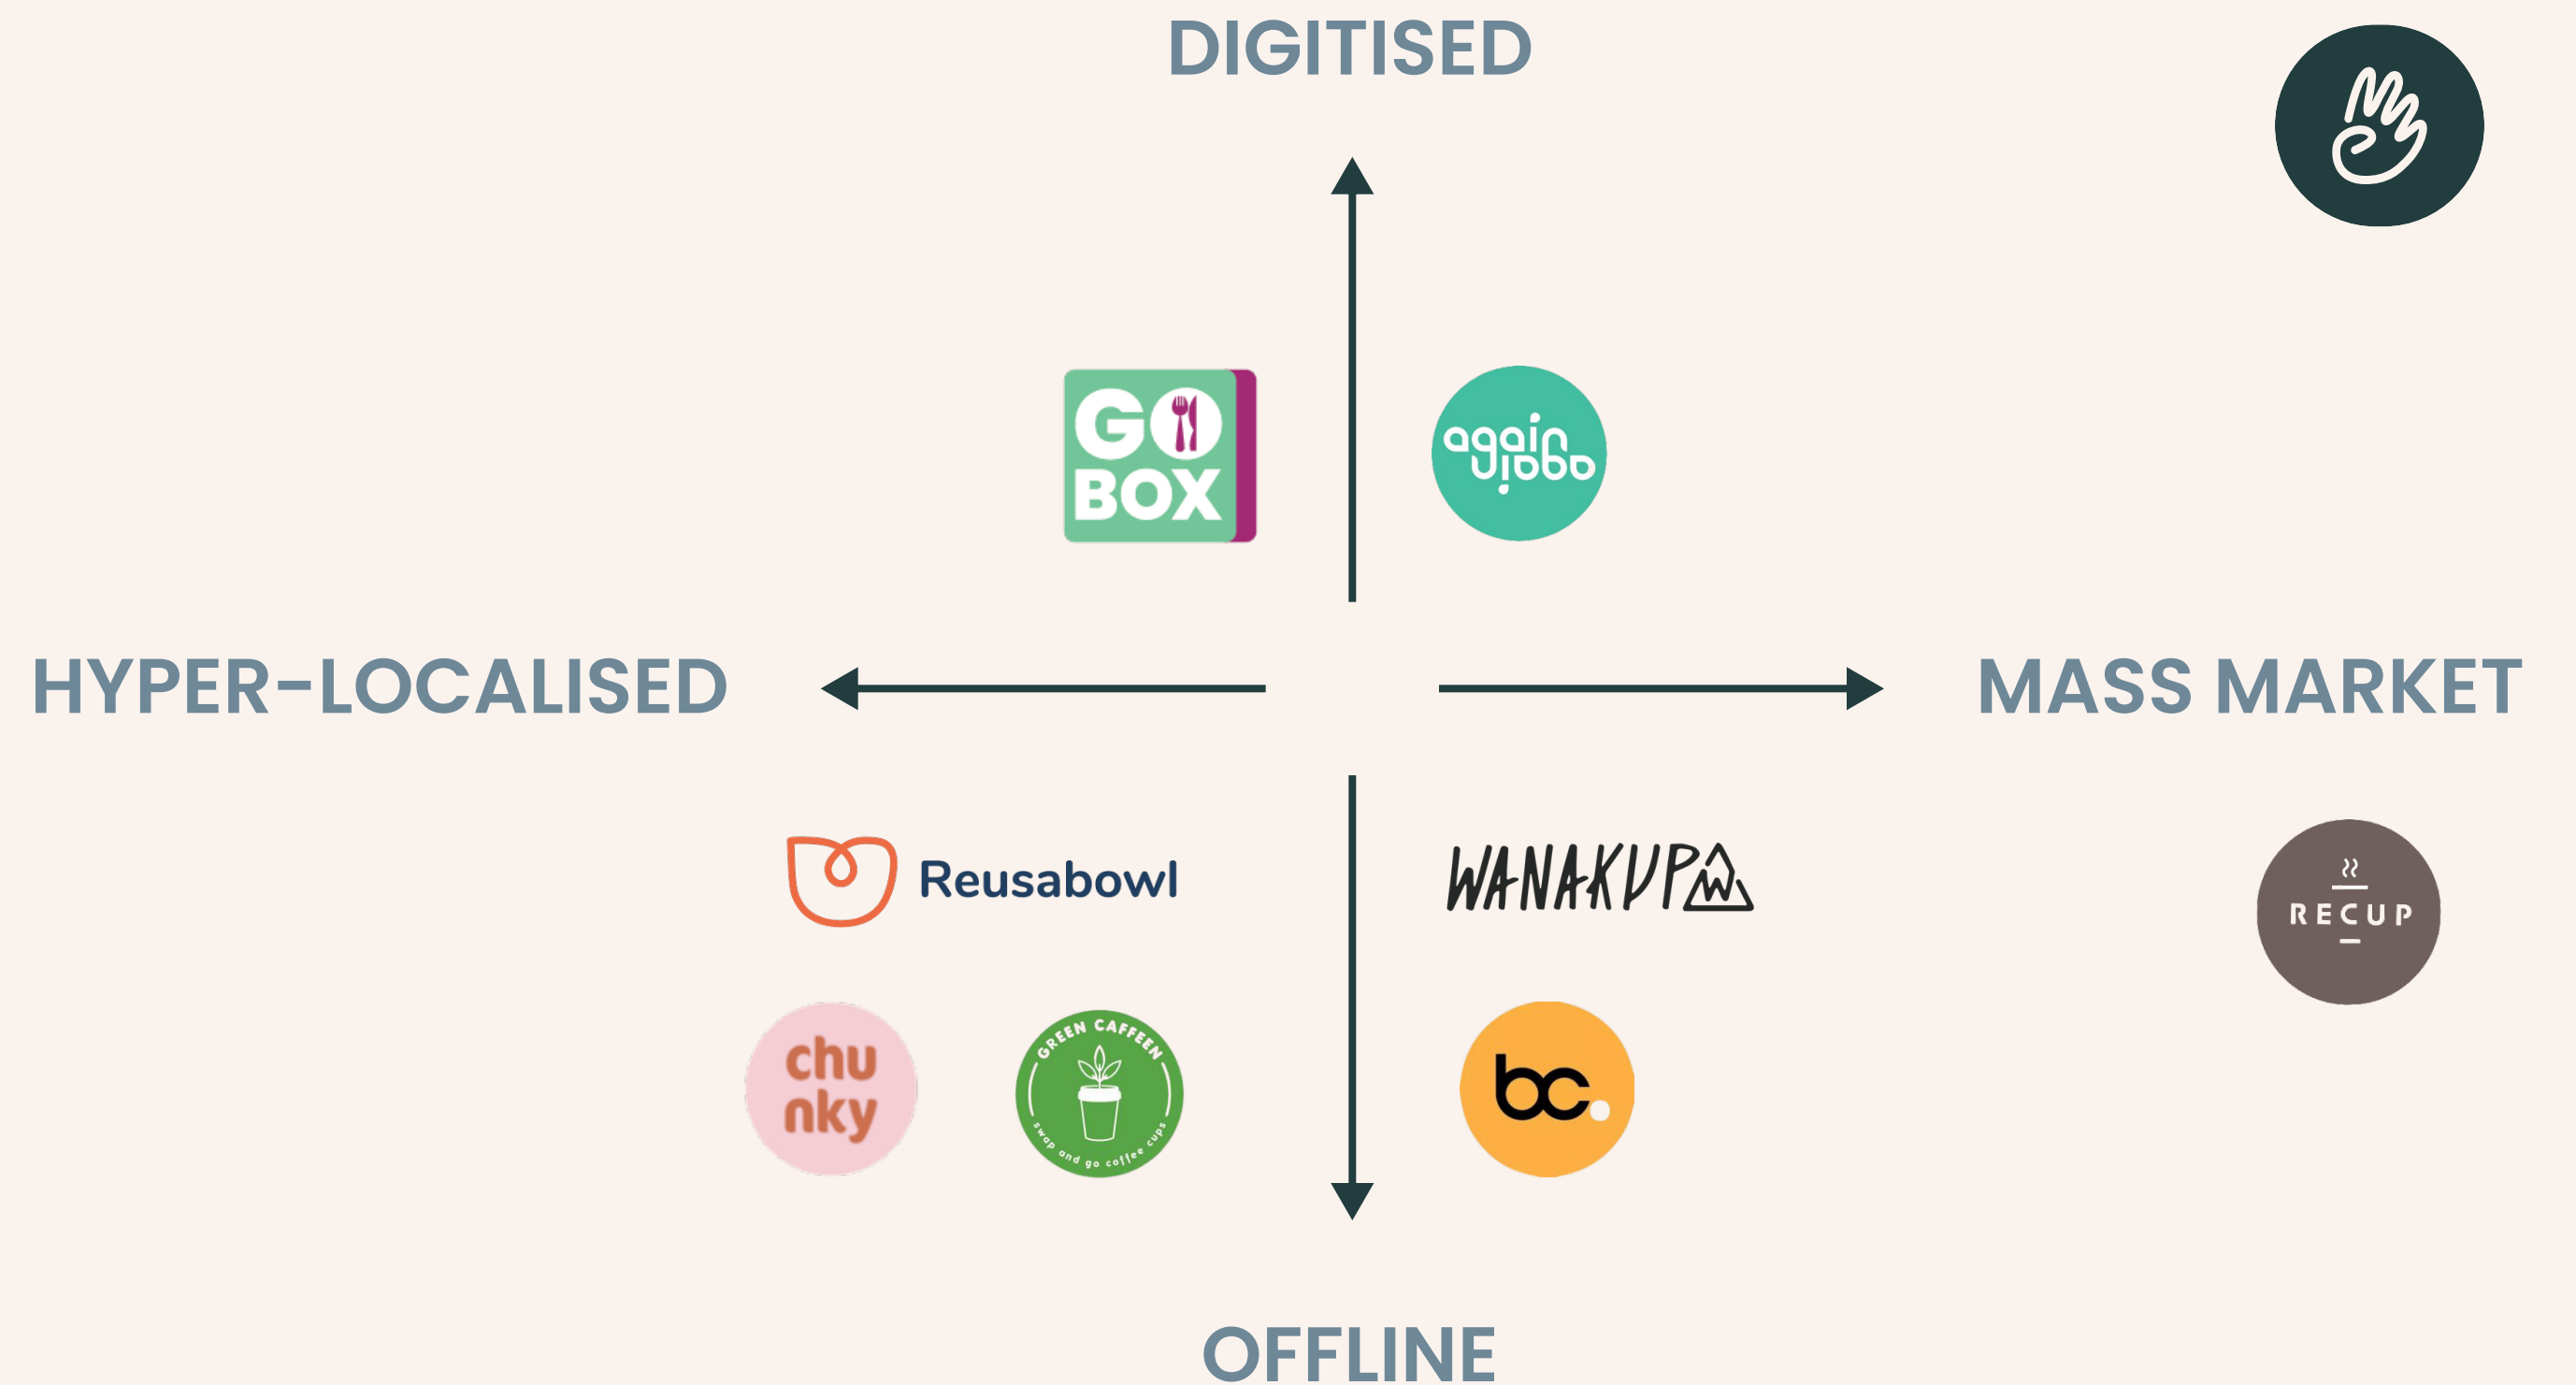 DIGITISED
GO
BOX
again
again
HYPER-LOCALISED
MASS MARKET
Reusabowl
WANAKUPA
RECUP
chu
nky
GREEN CAFFEEN
swap and go coffee cups
bc.
OFFLINE